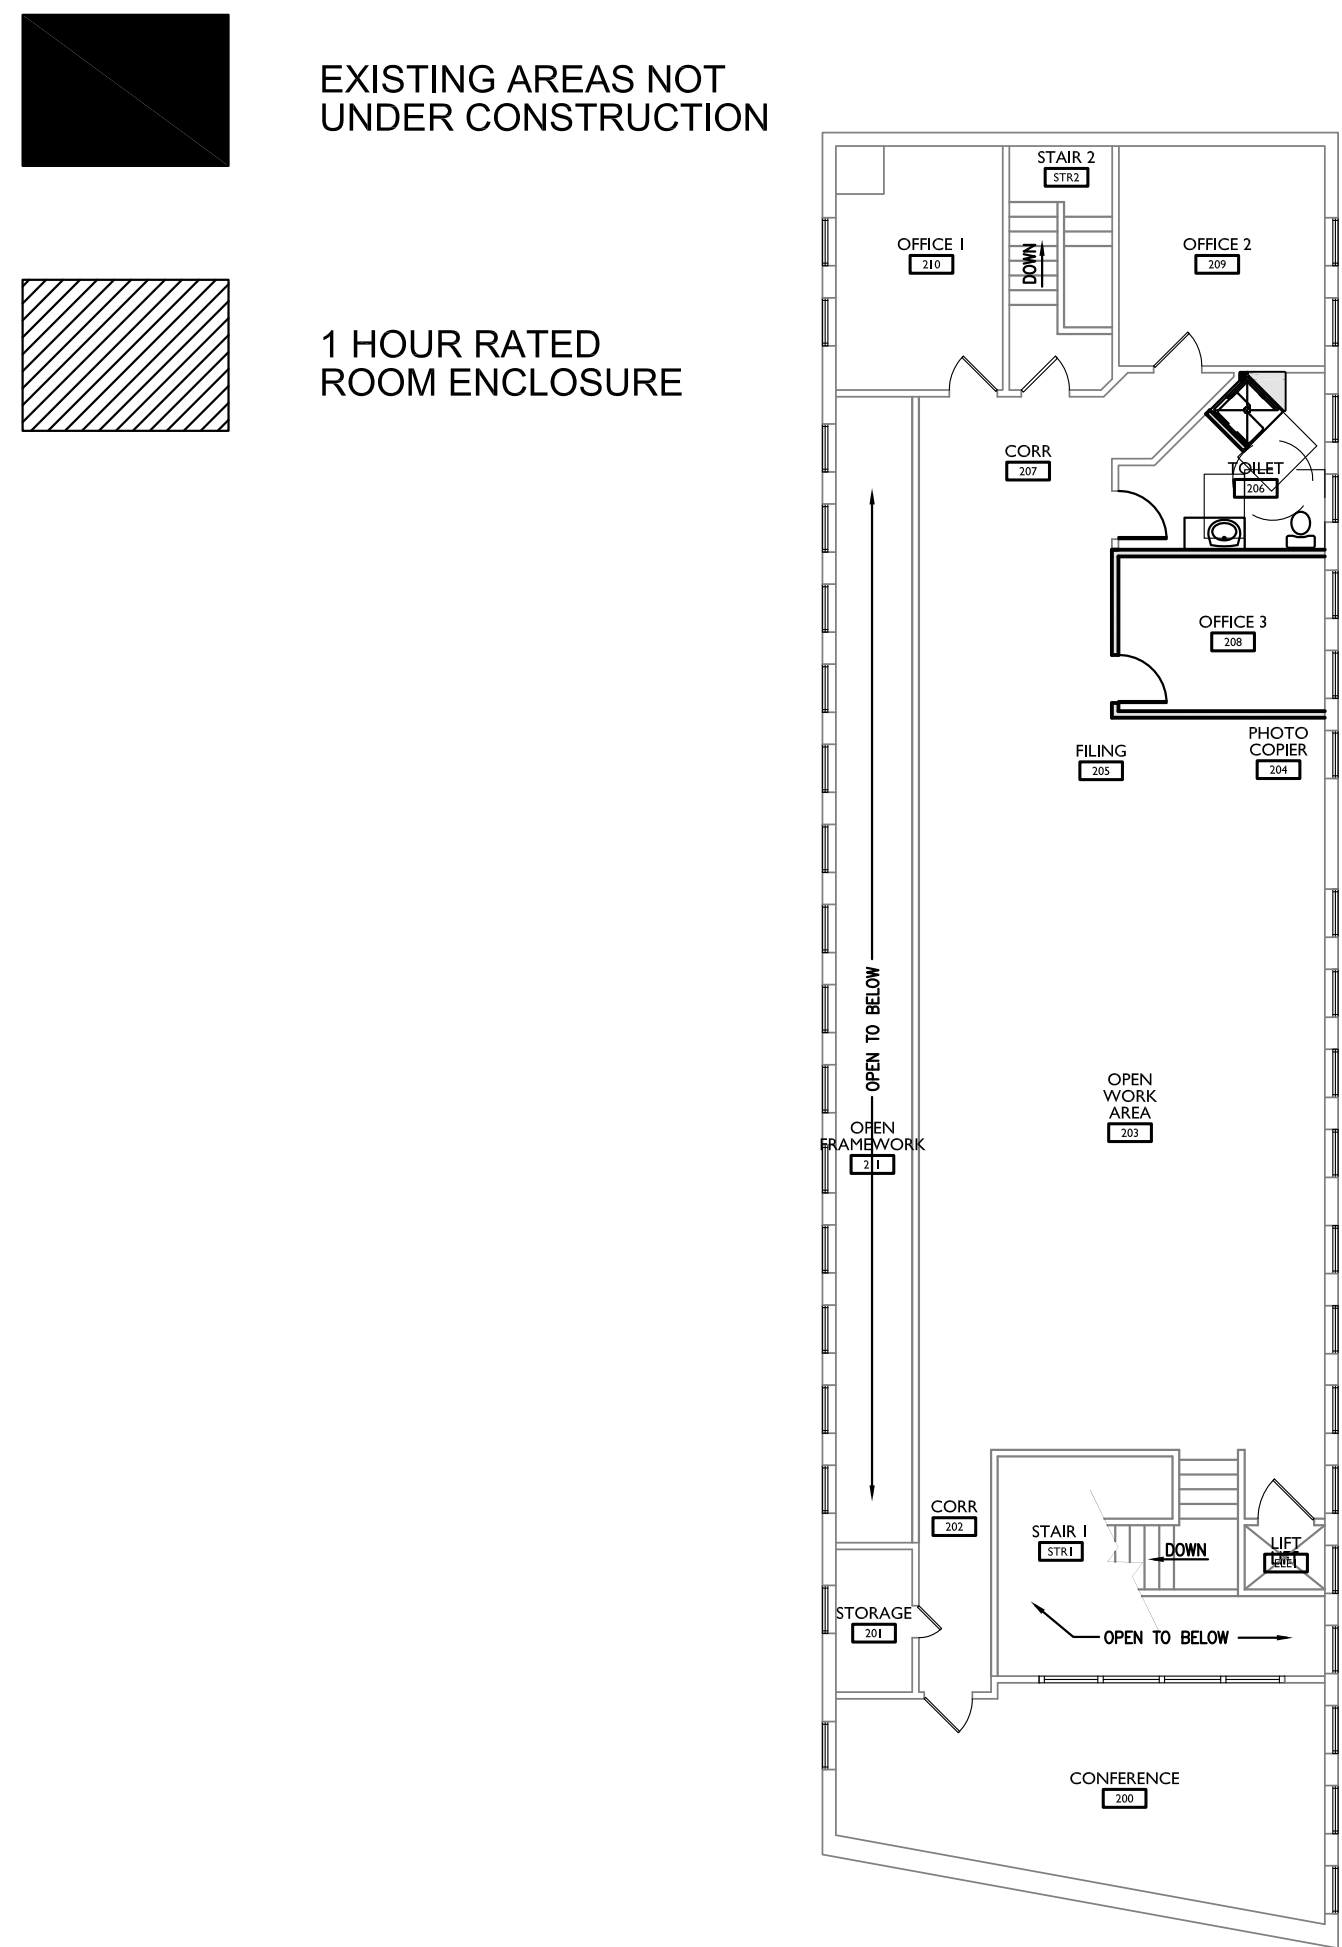 EXISTING AREAS NOT
UNDER CONSTRUCTION
1 HOUR RATED
ROOM ENCLOSURE
STAIR 2
STR2
OFFICE 1
210
DOWN
OFFICE 2
209
CORR
207
TOILET
206
OFFICE 3
208
FILING
205
PHOTO
COPIER
204
OPEN TO BELOW
OPEN
WORK
AREA
203
OPEN
FRAMEWORK
211
CORR
202
STAIR 1
STR1
DOWN
LIFT
STORAGE
201
OPEN TO BELOW
CONFERENCE
200